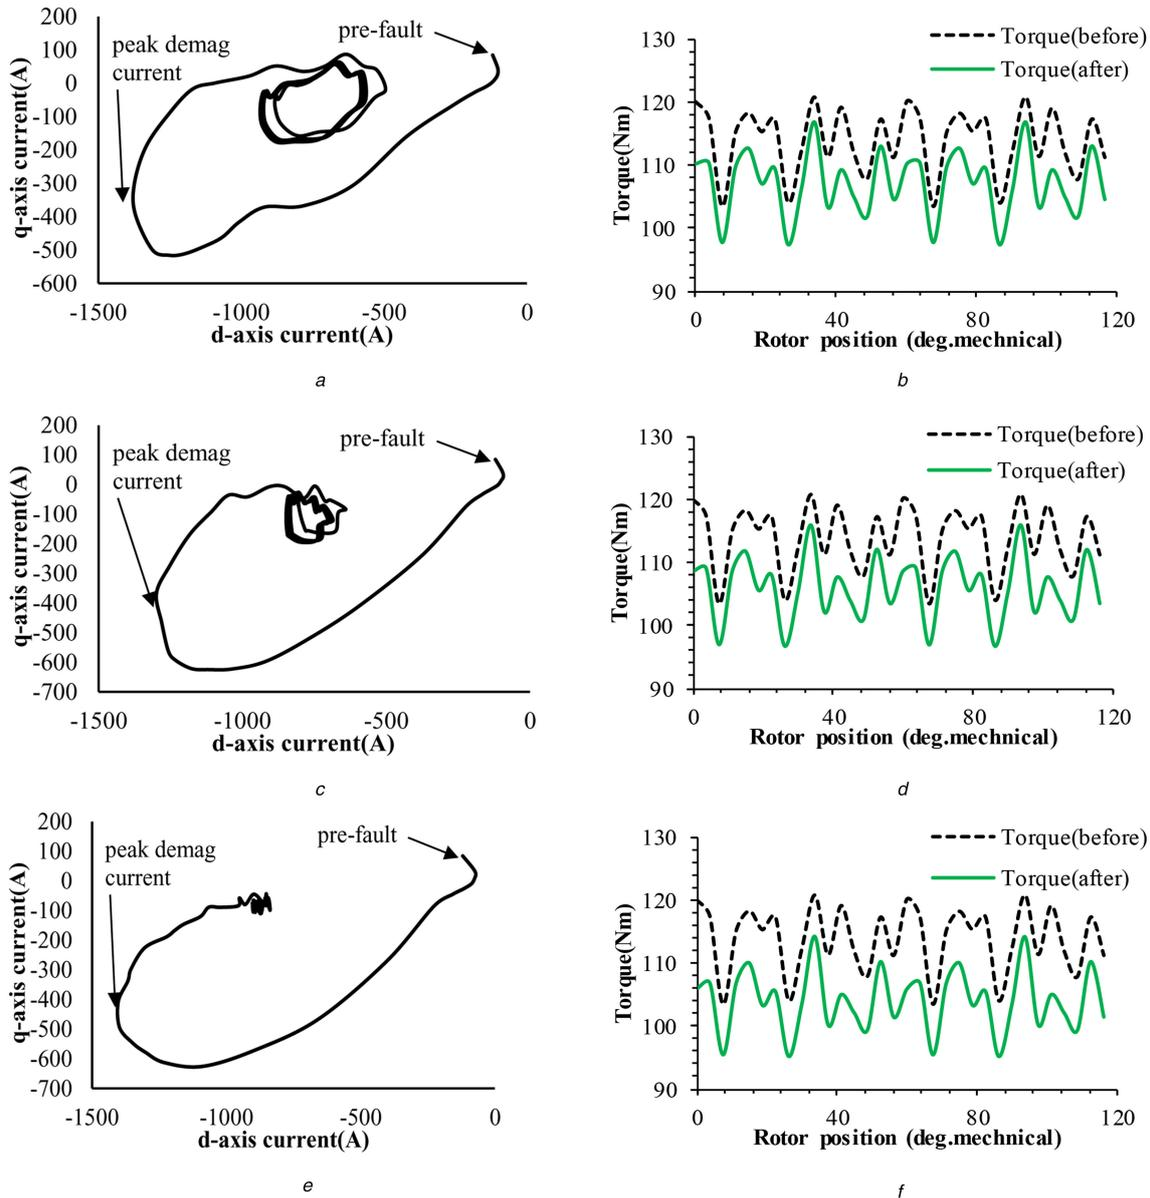 200
100
0
-100
-200
-300
-400
-500
-600
q-axis current(A)
peak demag
current
pre-fault
-1500
-1000
-500
0
d-axis current(A)
a
130
120
110
100
90
Torque(Nm)
Torque(before)
Torque(after)
0
40
80
120
Rotor position (deg.mechnical)
b
200
100
0
-100
-200
-300
-400
-500
-600
-700
q-axis current(A)
peak demag
current
pre-fault
-1500
-1000
-500
0
d-axis current(A)
c
130
120
110
100
90
Torque(Nm)
Torque(before)
Torque(after)
0
40
80
120
Rotor position (deg.mechnical)
d
200
100
0
-100
-200
-300
-400
-500
-600
-700
q-axis current(A)
peak demag
current
pre-fault
-1500
-1000
-500
0
d-axis current(A)
e
130
120
110
100
90
Torque(Nm)
Torque(before)
Torque(after)
0
40
80
120
Rotor position (deg.mechnical)
f